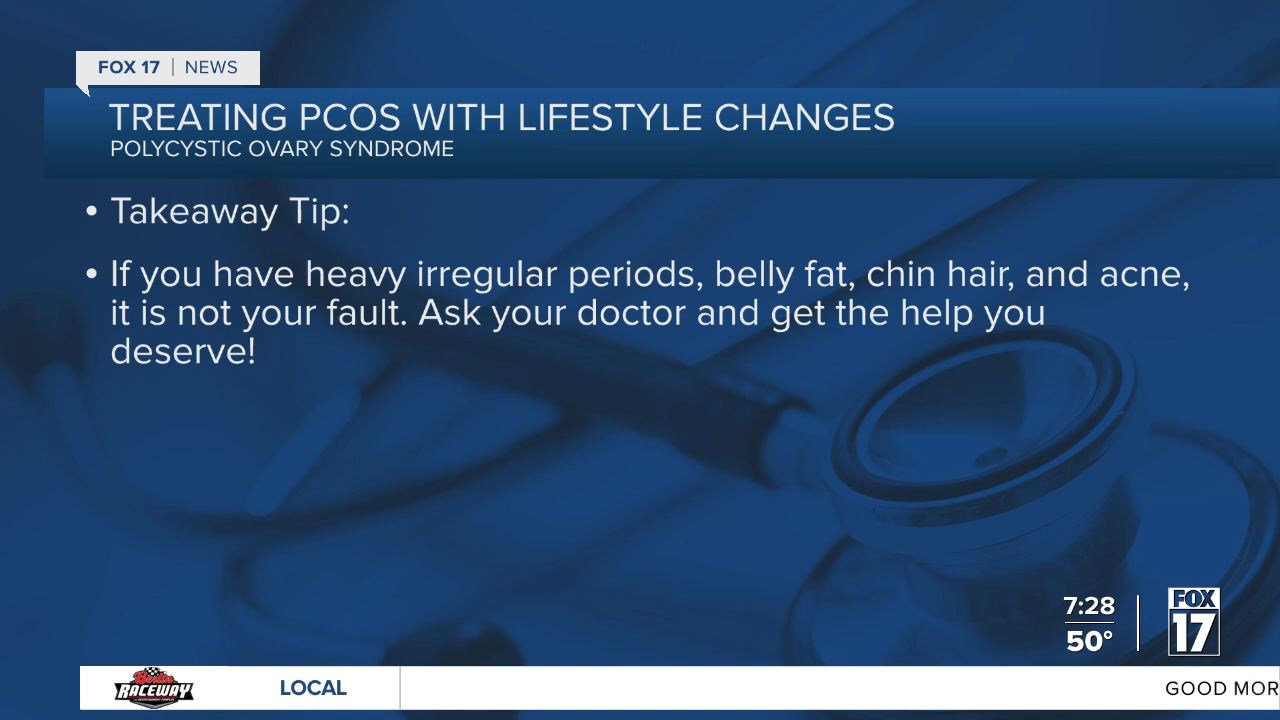 FOX 17 | NEWS
TREATING PCOS WITH LIFESTYLE CHANGES
POLYCYSTIC OVARY SYNDROME
• Takeaway Tip:
• If you have heavy irregular periods, belly fat, chin hair, and acne,
it is not your fault. Ask your doctor and get the help you
deserve!
7:28
50°
FOX
17
Berlin
RACEWAY
LOCAL
GOOD MOR